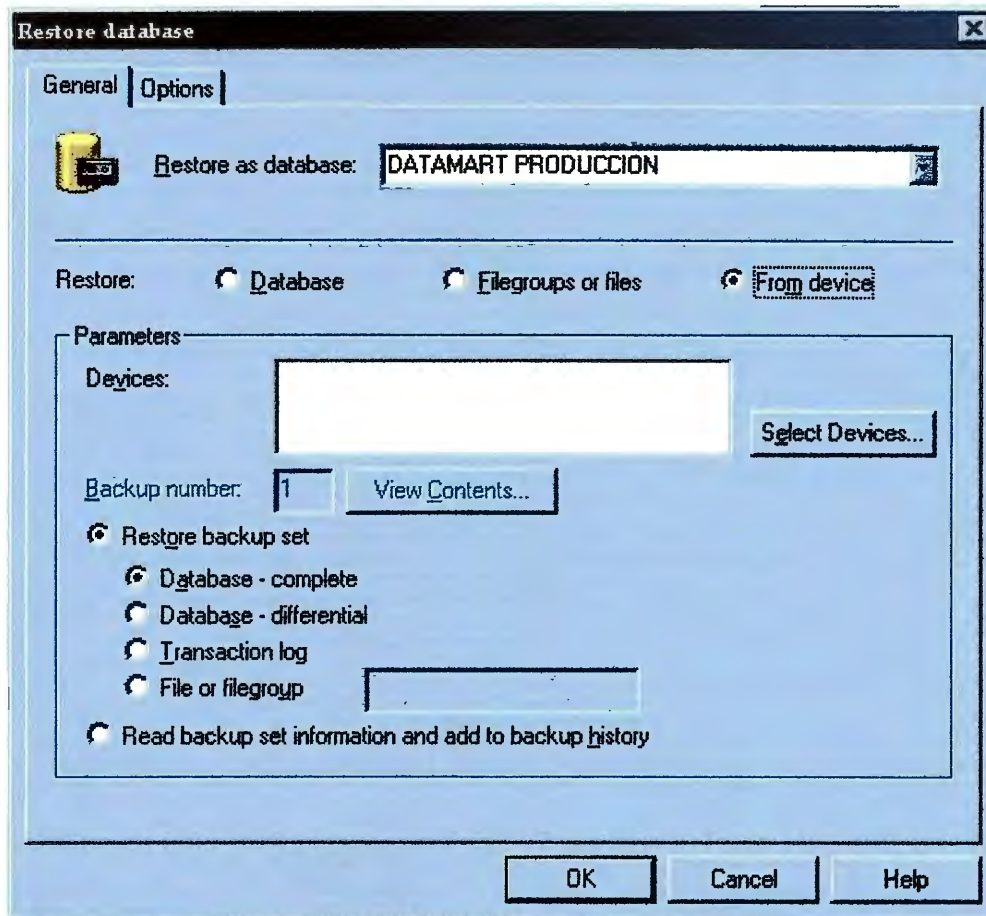 Restore database
General Options
Restore as database: DATAMART PRODUCCION
Restore: Database Filegroups or files From device
Parameters
Devices:
Select Devices...
Backup number: 1 View Contents...
Restore backup set
Database - complete
Database - differential
Transaction log
File or filegroup
Read backup set information and add to backup history
OK Cancel Help